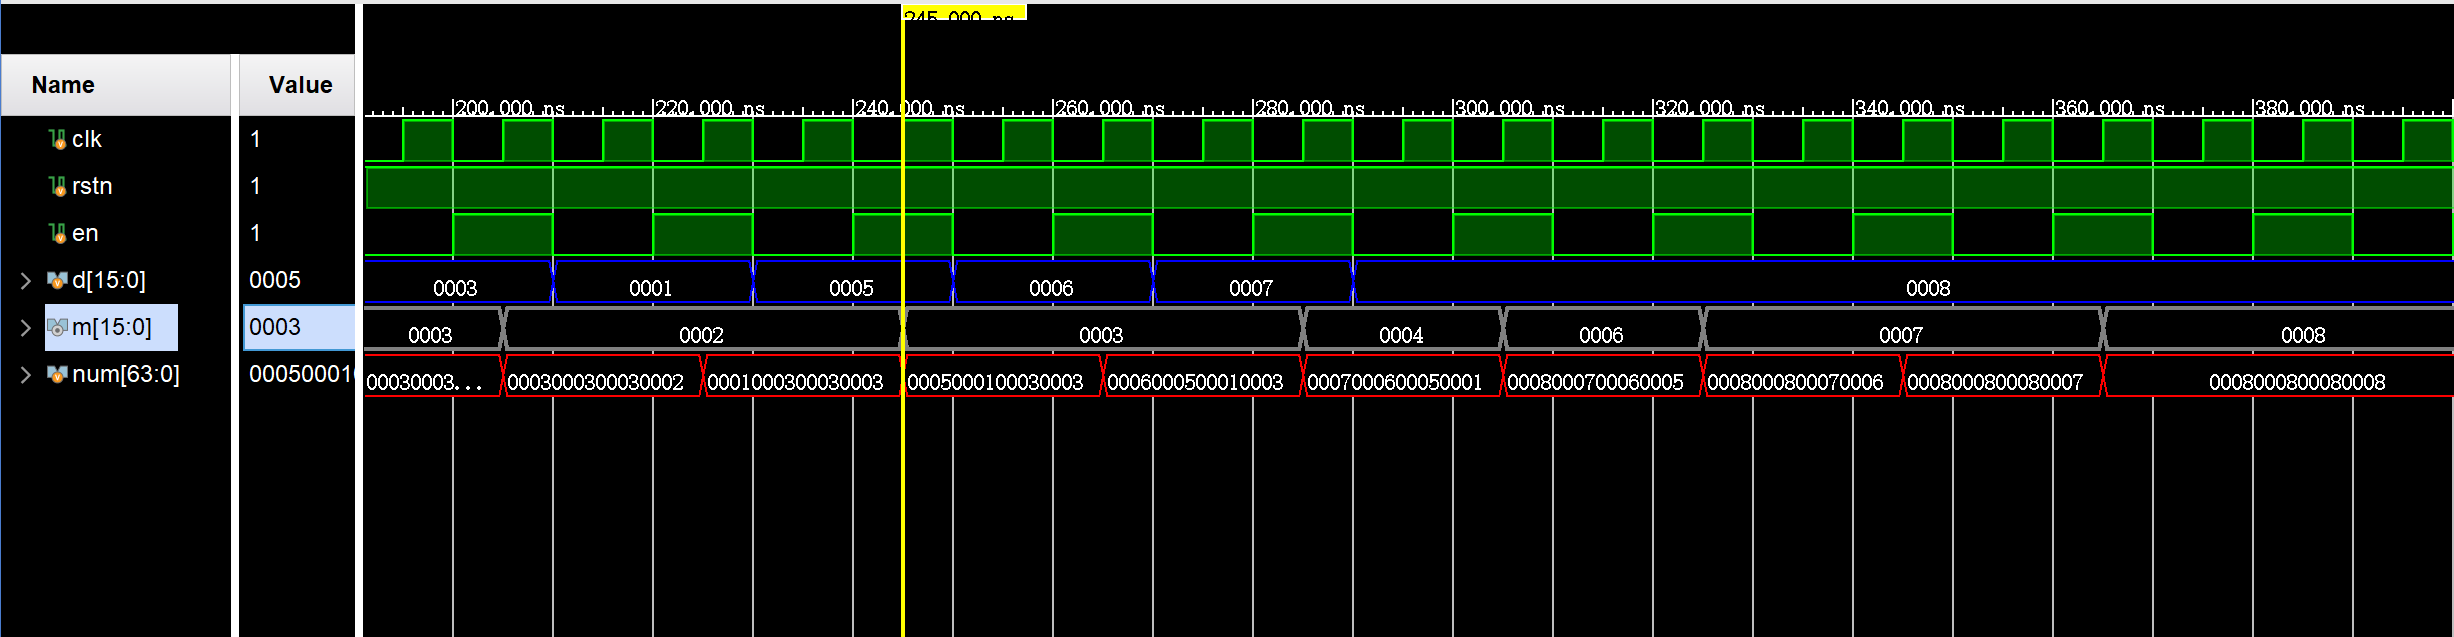 245.000 ns
Name Value
200.000 ns 220.000 ns 240.000 ns 260.000 ns 280.000 ns 300.000 ns 320.000 ns 340.000 ns 360.000 ns 380.000 ns
clk 1
rstn 1
en 1
d[15:0] 0005 0003 0001 0005 0006 0007 0008
m[15:0] 0003 0003 0002 0003 0004 0006 0007 0008
num[63:0] 000500010 00030003... 0003000300030002 0001000300030003 0005000100030003 0006000500010003 0007000600050001 0008000700060005 0008000800070006 0008000800080007 0008000800080008